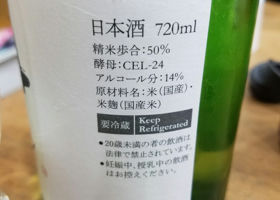 日本酒 720ml
精米歩合:50%
酵母:CEL-24
アルコール分:14%
原材料名:米(国産)・
米麹(国産米)
要冷蔵 Keep
Refrigerated
●20歳未満の者の飲酒は
法律で禁止されています。
●妊娠中、授乳中の飲酒
はお控えください。